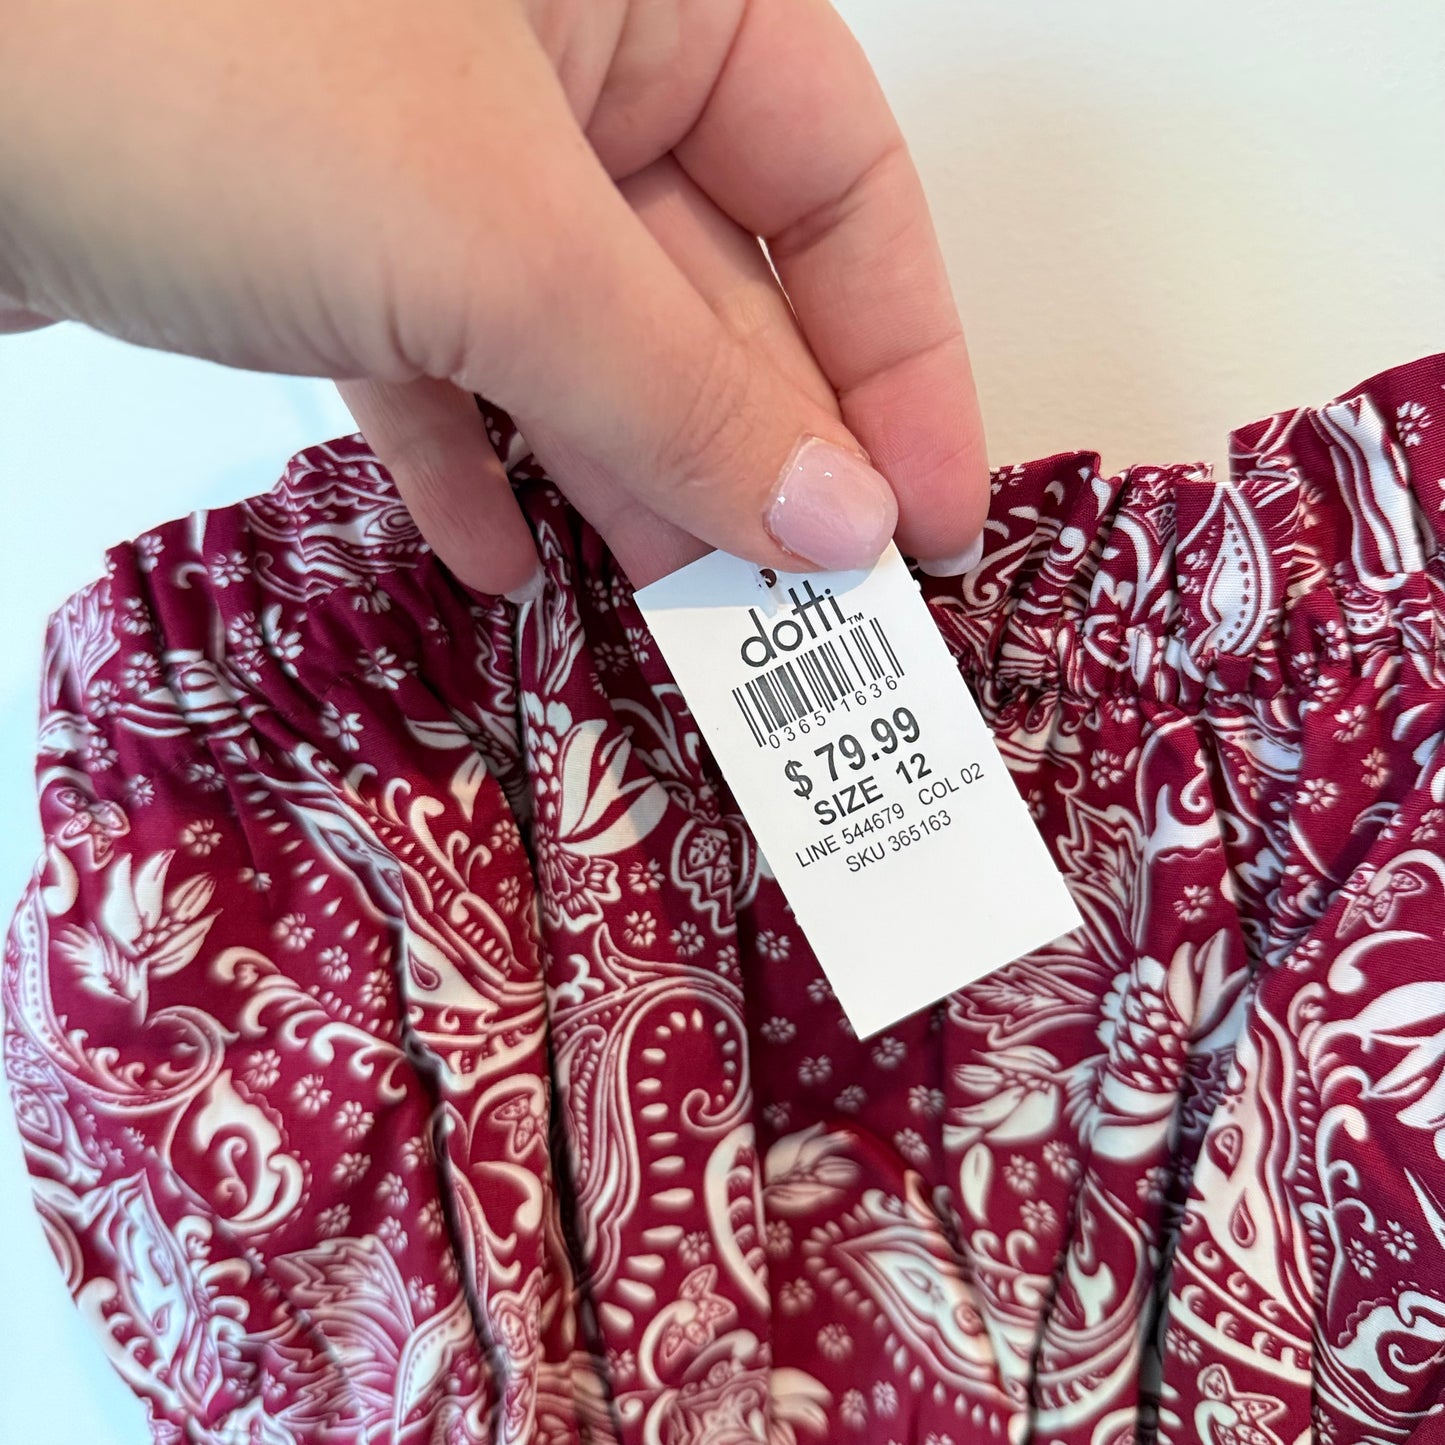 dotti™
0365 1636
$ 79.99
SIZE 12
LINE 544679 COL 02
SKU 365163